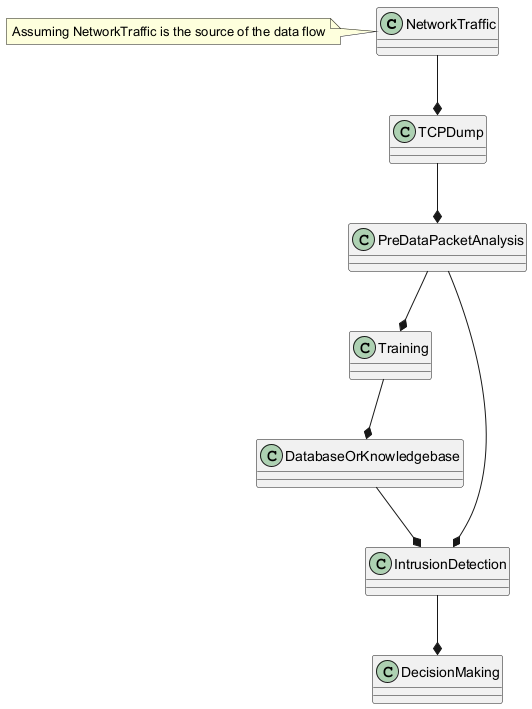 Assuming NetworkTraffic is the source of the data flow
C NetworkTraffic
C TCPDump
C PreDataPacketAnalysis
C Training
C DatabaseOrKnowledgebase
C IntrusionDetection
C DecisionMaking